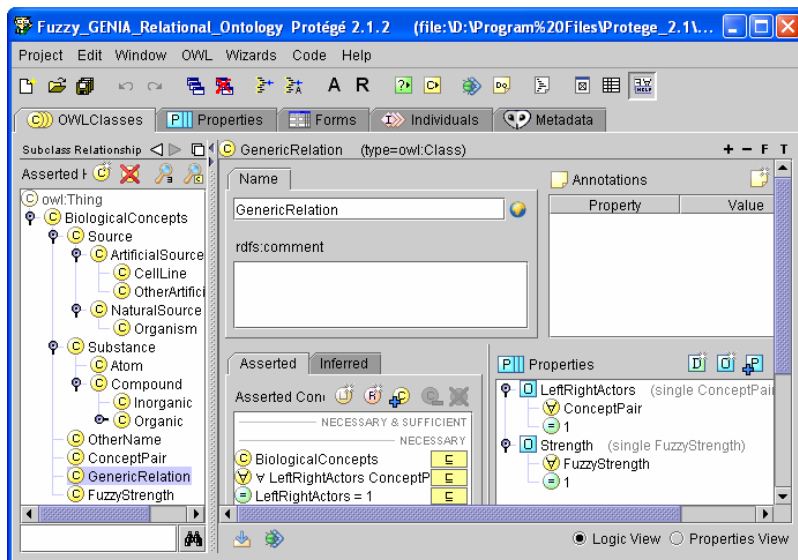 Fuzzy_GENIA_Relational_Ontology Protégé 2.1.2 (file:\D:\Program%20Files\Protege_2.1\...
Project Edit Window OWL Wizards Code Help
A R
OWLClasses Properties Forms Individuals Metadata
Subclass Relationship
Asserted H
owl:Thing
BiologicalConcepts
Source
ArtificialSource
CellLine
OtherArtifici
NaturalSource
Organism
Substance
Atom
Compound
Inorganic
Organic
OtherName
ConceptPair
GenericRelation
FuzzyStrength
GenericRelation (type=owl:Class)
+ − F T
Name
GenericRelation
rdfs:comment
Annotations
Property Value
Asserted Inferred
Asserted Con
NECESSARY & SUFFICIENT
NECESSARY
BiologicalConcepts
∀ LeftRightActors ConceptP
LeftRightActors = 1
Properties
LeftRightActors (single ConceptPai
ConceptPair
1
Strength (single FuzzyStrength)
FuzzyStrength
1
Logic View Properties View